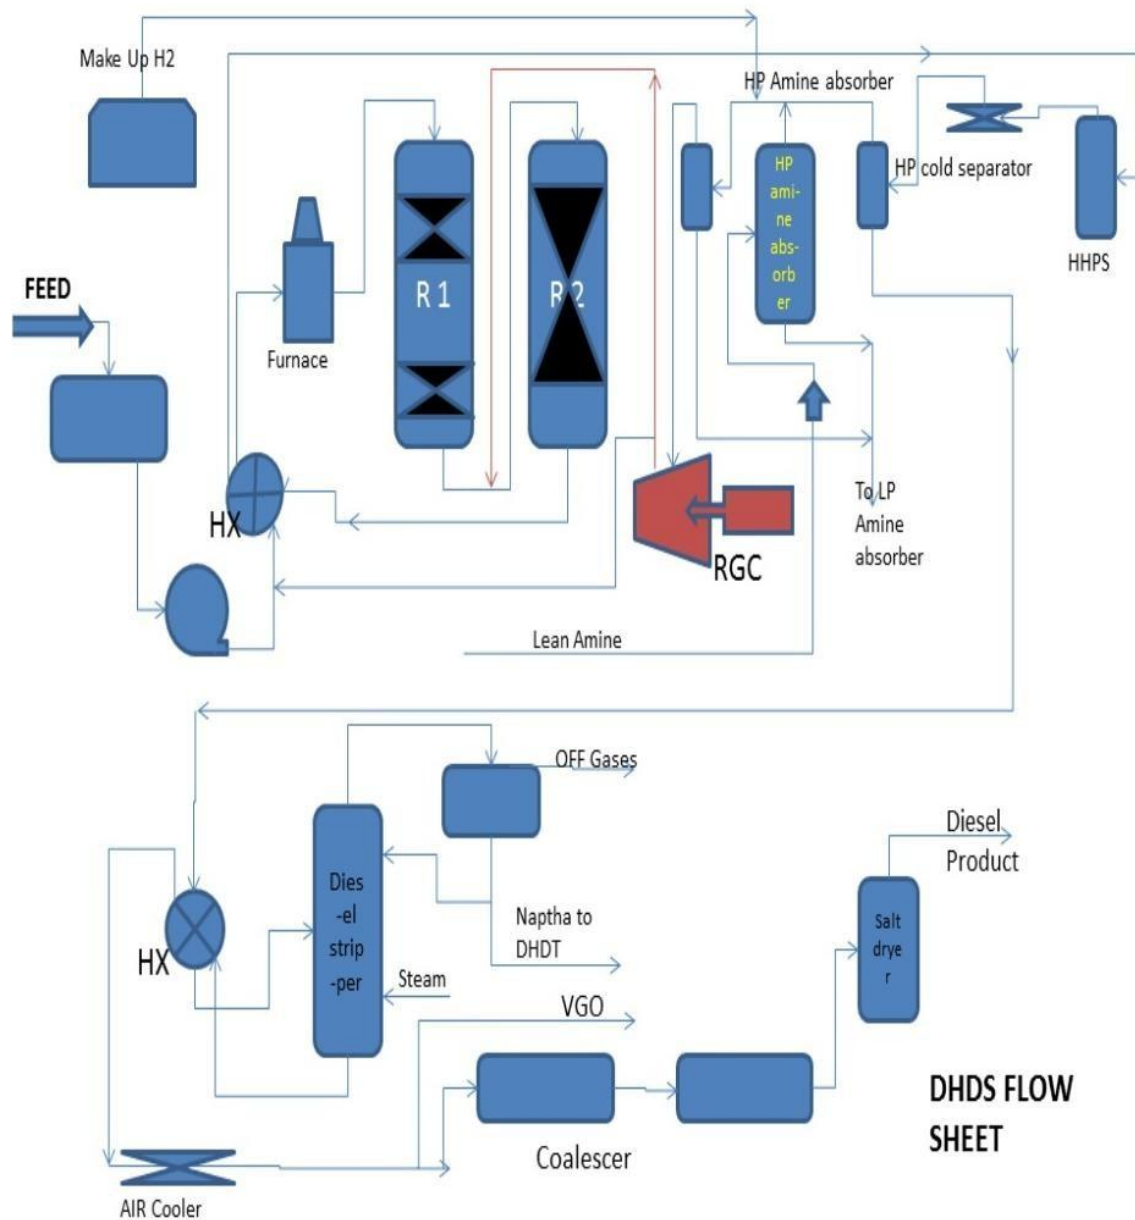 Make Up H2
HP Amine absorber
HP cold separator
HHPS
HP
ami-
ne
abs-
orb
er
FEED
Furnace
R 1
R 2
HX
RGC
To LP
Amine
absorber
Lean Amine
OFF Gases
Dies
-el
strip
-per
HX
Naptha to
DHDT
Steam
VGO
Diesel
Product
Salt
drye
r
Coalescer
AIR Cooler
DHDS FLOW
SHEET